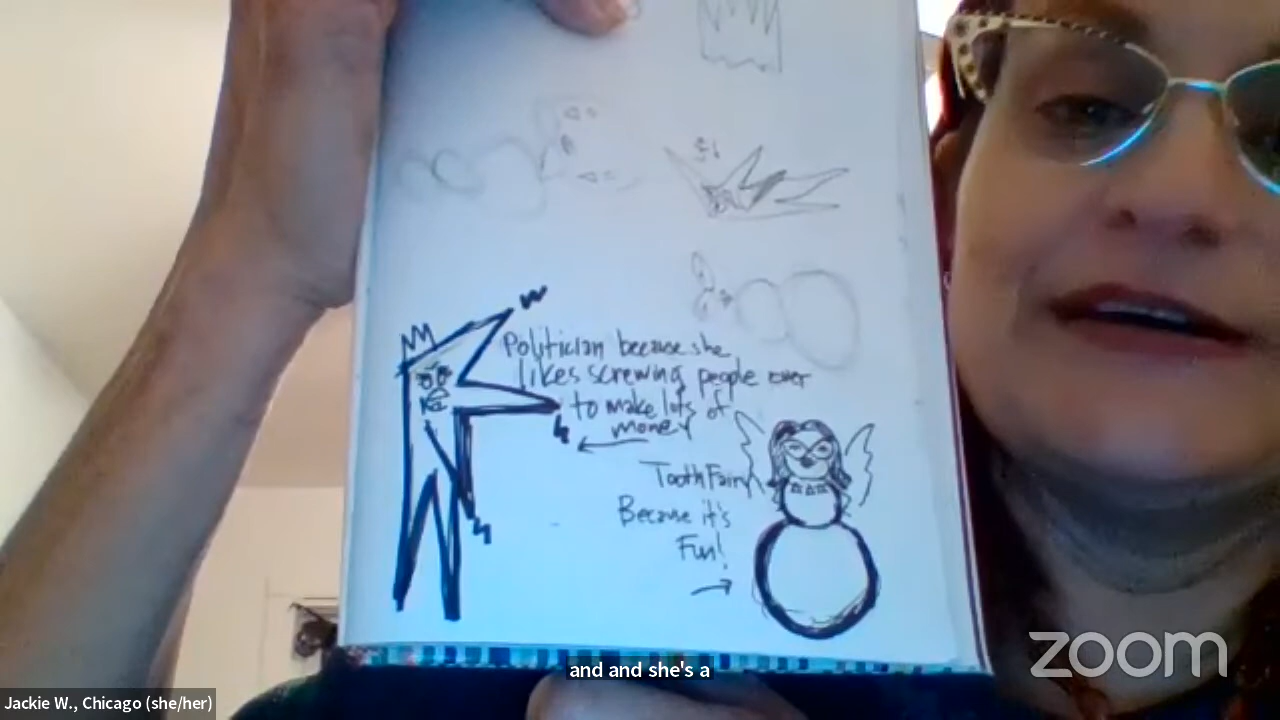 Politician because she
likes screwing people over
to make lots of
money
Tooth Fairy
Because it's
Fun!
and and she's a
zoom
Jackie W., Chicago (she/her)